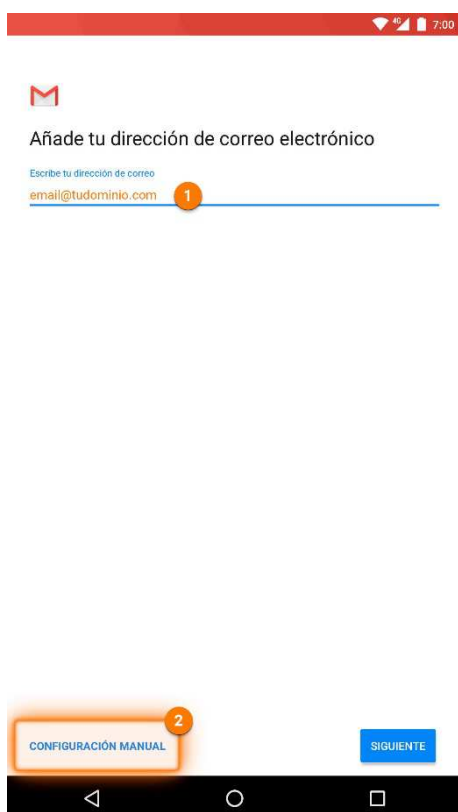 4G 7:00
Añade tu dirección de correo electrónico
Escribe tu dirección de correo
email@tudominio.com 1
2
CONFIGURACIÓN MANUAL SIGUIENTE